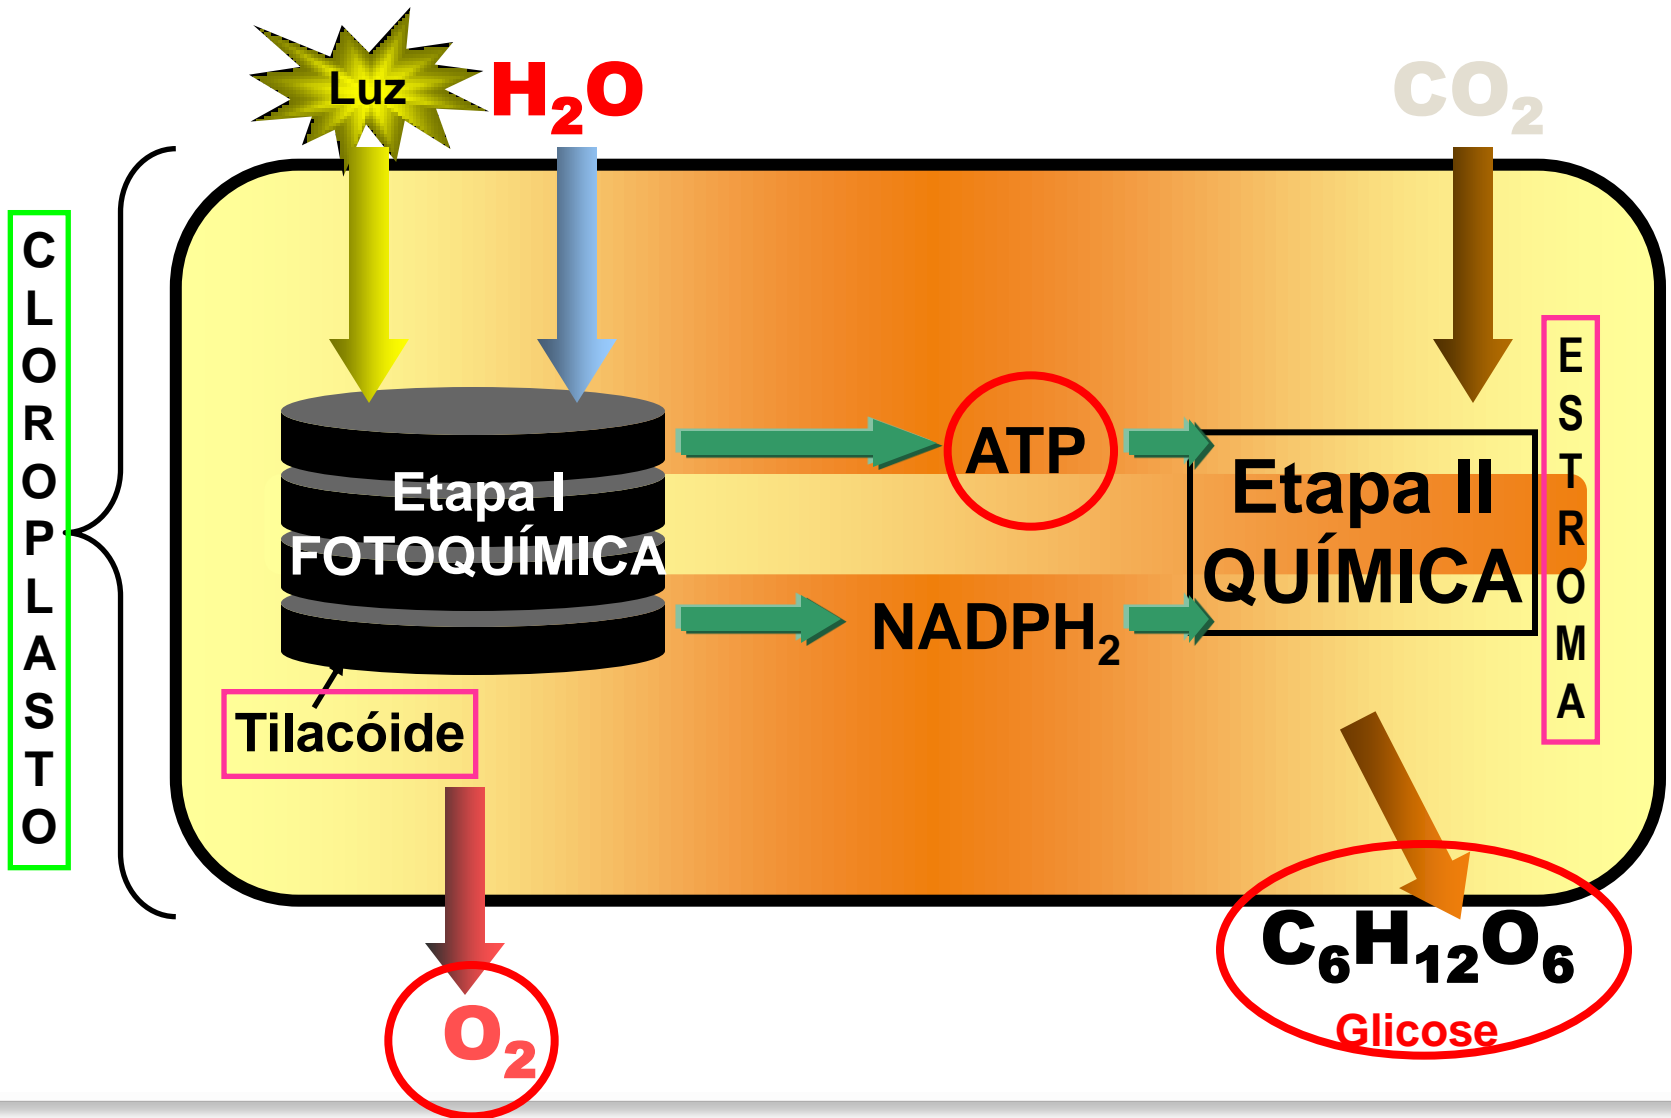 Luz
H₂O
CO₂
CLOROPLASTO
Etapa I
FOTOQUÍMICA
ATP
NADPH₂
Etapa II
QUÍMICA
ESTROMA
Tilacóide
O₂
C₆H₁₂O₆
Glicose